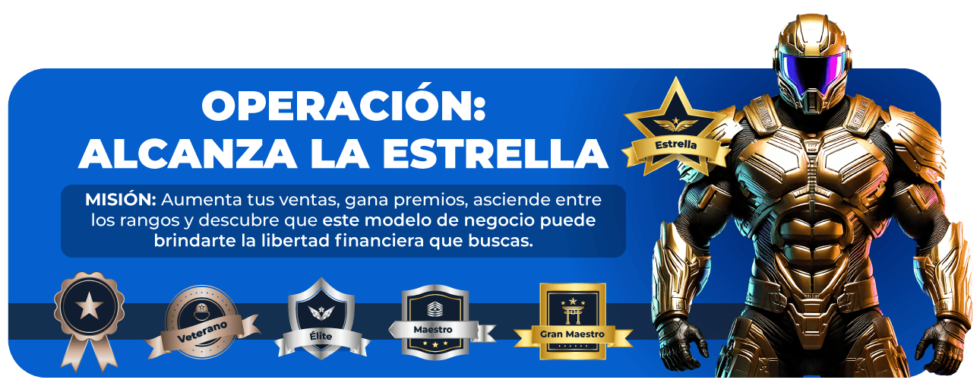 OPERACIÓN:
ALCANZA LA ESTRELLA
Estrella
MISIÓN: Aumenta tus ventas, gana premios, asciende entre
los rangos y descubre que este modelo de negocio puede
brindarte la libertad financiera que buscas.
Veterano
Élite
Maestro
Gran Maestro